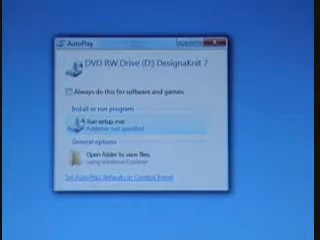 AutoPlay
DVD RW Drive (D:) DesignaKnit 7
Always do this for software and games:
Install or run program
Run setup.exe
Publisher not specified
General options
Open folder to view files
using Windows Explorer
Set AutoPlay defaults in Control Panel